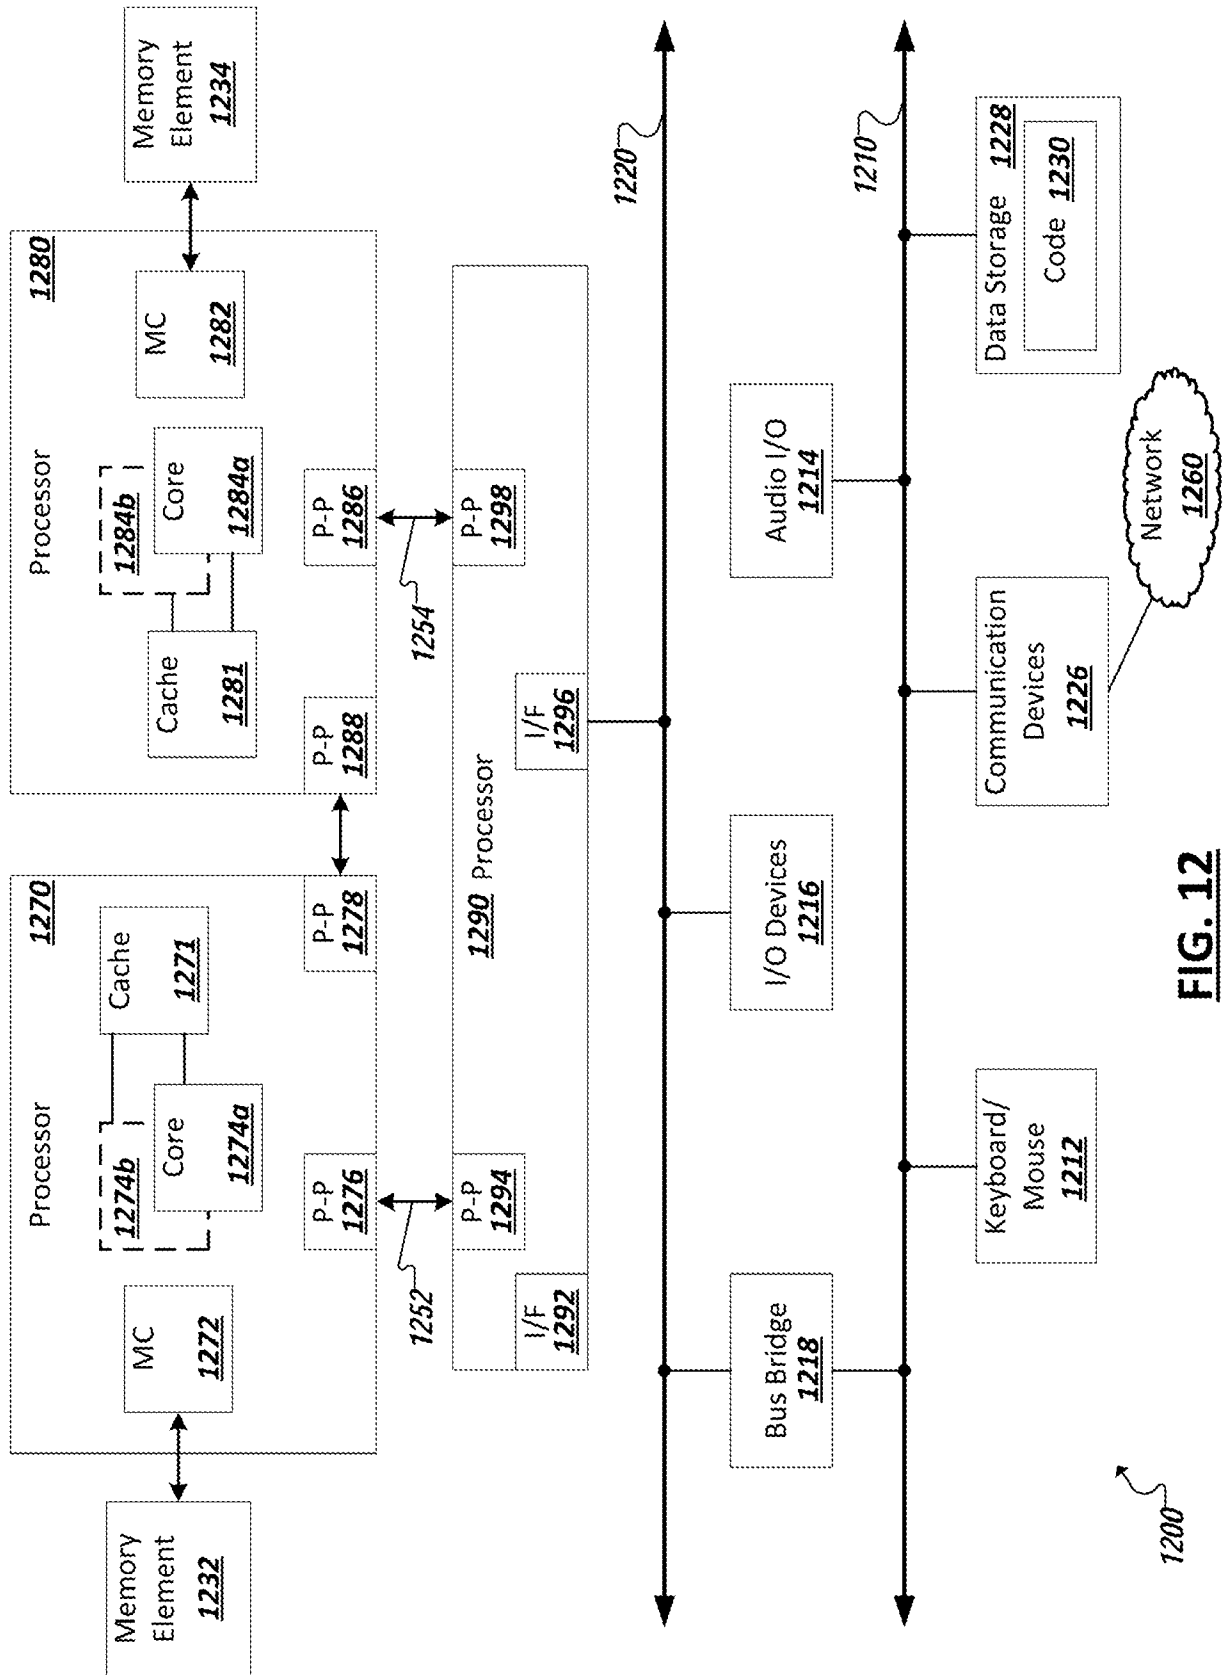 Memory
Element
1232
MC
1272
Processor
1270
1274b
Core
1274a
Cache
1271
P-P
1276
P-P
1278
Processor
1280
Cache
1281
1284b
Core
1284a
MC
1282
P-P
1288
P-P
1286
Memory
Element
1234
1252
1254
I/F
1292
P-P
1294
1290 Processor
I/F
1296
P-P
1298
1220
Bus Bridge
1218
I/O Devices
1216
Audio I/O
1214
1210
Keyboard/
Mouse
1212
Communication
Devices
1226
Data Storage 1228
Code 1230
Network
1260
1200
FIG. 12